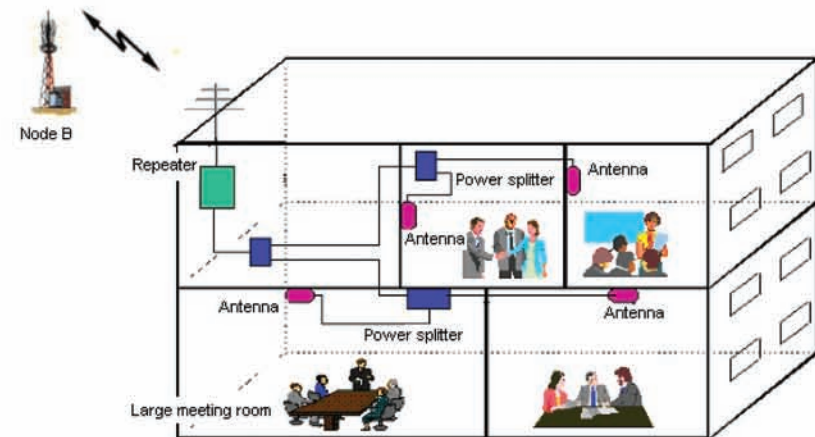 Node B
Repeater
Power splitter
Antenna
Antenna
Antenna
Power splitter
Antenna
Large meeting room